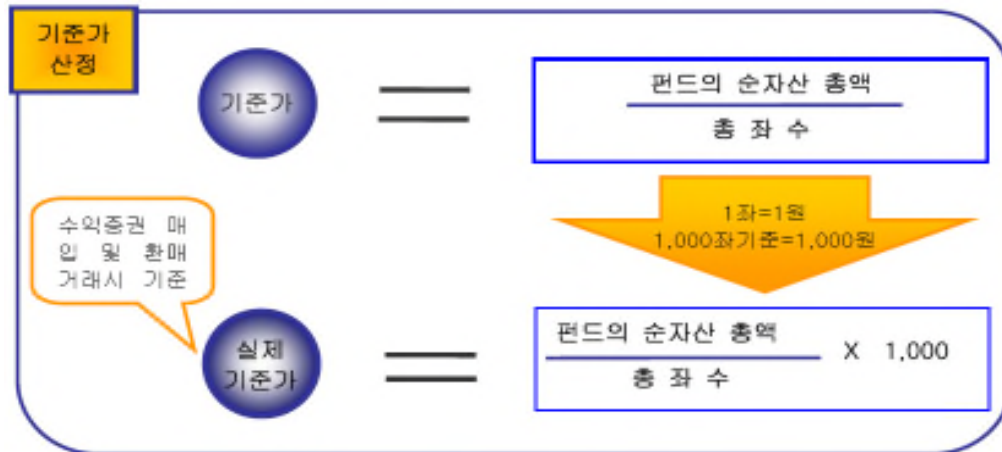 기준가
산정
기준가
펀드의 순자산 총액
총 좌 수
1좌=1원
1,000좌기준=1,000원
수익증권 매
입 및 환매
거래시 기준
실제
기준가
펀드의 순자산 총액
총 좌 수
X 1,000